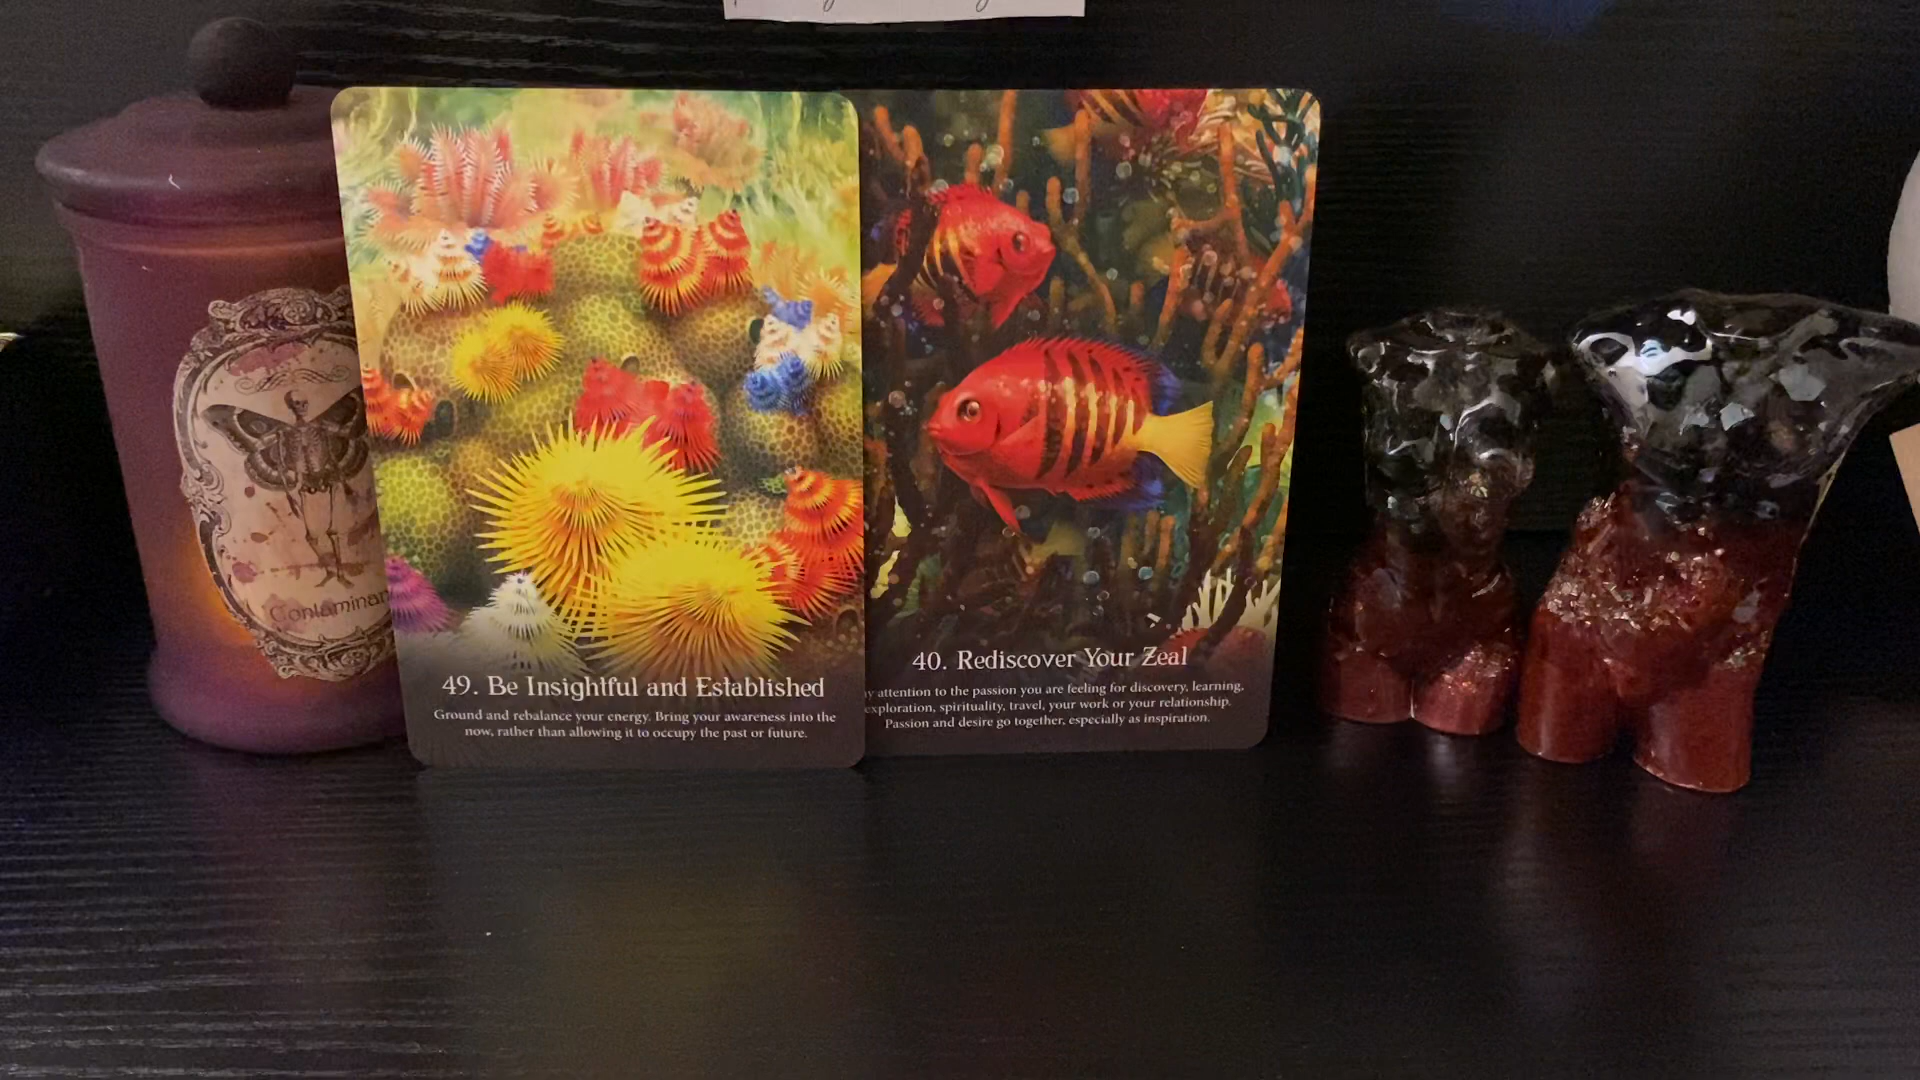 Contaminan
49. Be Insightful and Established
Ground and rebalance your energy. Bring your awareness into the
now, rather than allowing it to occupy the past or future.
40. Rediscover Your Zeal
y attention to the passion you are feeling for discovery, learning,
exploration, spirituality, travel, your work or your relationship.
Passion and desire go together, especially as inspiration.